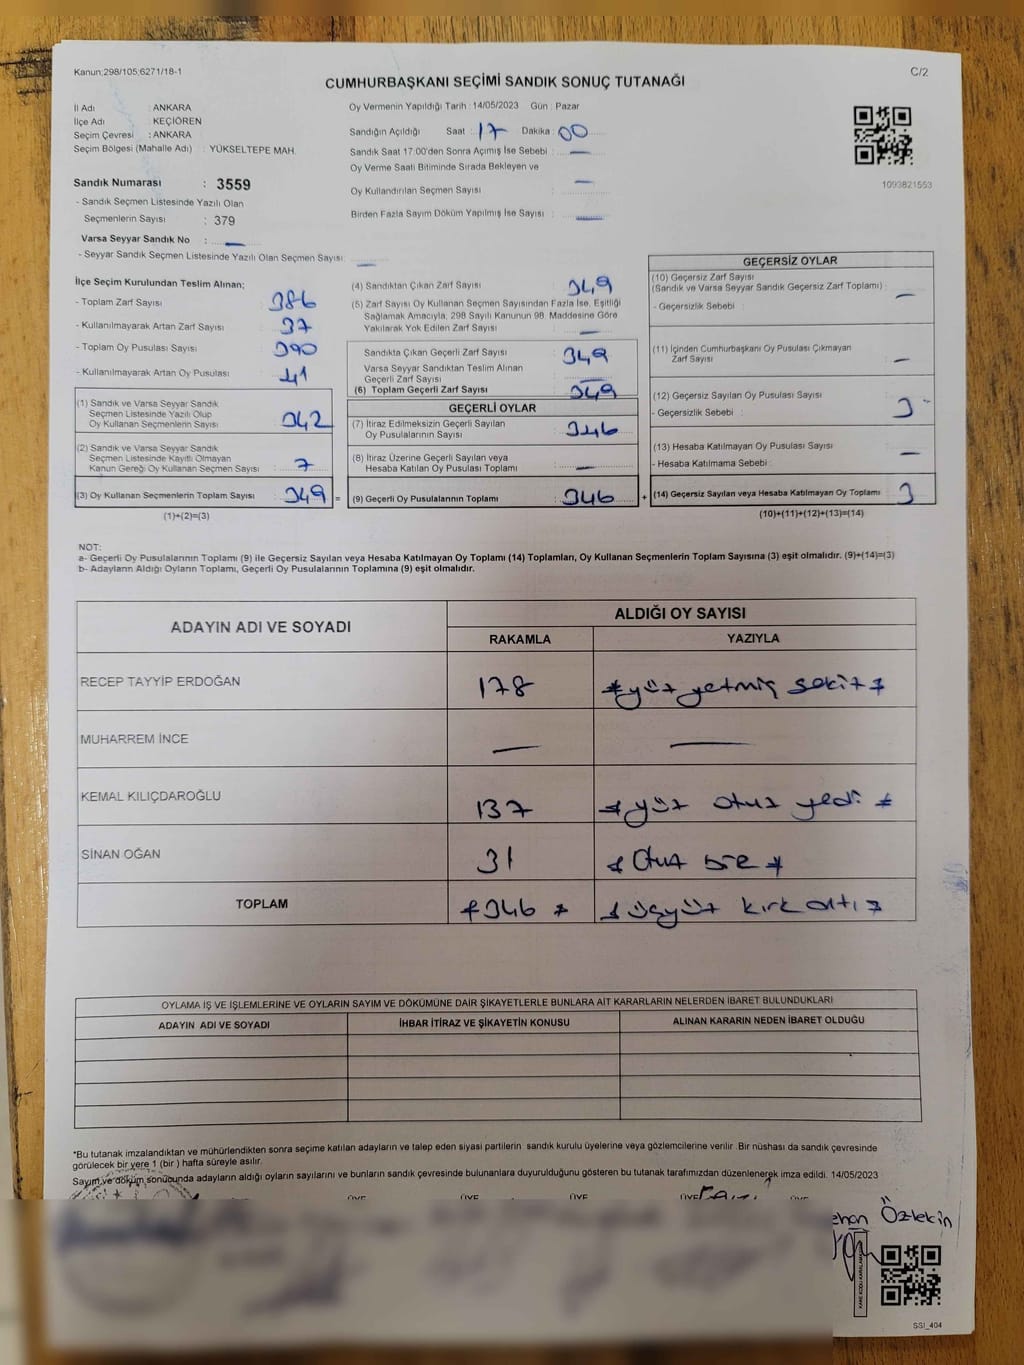 Kanun;298/105;6271/18-1
C/2
CUMHURBAŞKANI SEÇİMİ SANDIK SONUÇ TUTANAĞI
İl Adı : ANKARA
İlçe Adı : KEÇİÖREN
Seçim Çevresi : ANKARA
Seçim Bölgesi (Mahalle Adı) : YÜKSELTEPE MAH.
Sandık Numarası : 3559
- Sandık Seçmen Listesinde Yazılı Olan
Seçmenlerin Sayısı : 379
Varsa Seyyar Sandık No : —
- Seyyar Sandık Seçmen Listesinde Yazılı Olan Seçmen Sayısı: —
Oy Vermenin Yapıldığı Tarih :14/05/2023 Gün : Pazar
Sandığın Açıldığı Saat : 17 Dakika : 00
Sandık Saat 17:00'den Sonra Açımış İse Sebebi : —
Oy Verme Saati Bitiminde Sırada Bekleyen ve
Oy Kullandırılan Seçmen Sayısı : —
Birden Fazla Sayım Döküm Yapılmış İse Sayısı : —
1093821553
İlçe Seçim Kurulundan Teslim Alınan;
- Toplam Zarf Sayısı : 386
- Kullanılmayarak Artan Zarf Sayısı : 37
- Toplam Oy Pusulası Sayısı : 390
- Kullanılmayarak Artan Oy Pusulası : 41
(1) Sandık ve Varsa Seyyar Sandık
Seçmen Listesinde Yazılı Olup
Oy Kullanan Seçmenlerin Sayısı : 342
(2) Sandık ve Varsa Seyyar Sandık
Seçmen Listesinde Kayıtlı Olmayan
Kanun Gereği Oy Kullanan Seçmen Sayısı : 7
(3) Oy Kullanan Seçmenlerin Toplam Sayısı : 349 =
(1)+(2)=(3)
(4) Sandıktan Çıkan Zarf Sayısı : 349
(5) Zarf Sayısı Oy Kullanan Seçmen Sayısından Fazla İse, Eşitliği
Sağlamak Amacıyla, 298 Sayılı Kanunun 98. Maddesine Göre
Yakılarak Yok Edilen Zarf Sayısı : —
Sandıkta Çıkan Geçerli Zarf Sayısı : 349
Varsa Seyyar Sandıktan Teslim Alınan
Geçerli Zarf Sayısı : —
(6) Toplam Geçerli Zarf Sayısı : 349
GEÇERLİ OYLAR
(7) İtiraz Edilmeksizin Geçerli Sayılan
Oy Pusulalarının Sayısı : 346
(8) İtiraz Üzerine Geçerli Sayılan veya
Hesaba Katılan Oy Pusulası Toplamı : —
(9) Geçerli Oy Pusulalarının Toplamı : 346 +
GEÇERSİZ OYLAR
(10) Geçersiz Zarf Sayısı
(Sandık ve Varsa Seyyar Sandık Geçersiz Zarf Toplamı) : —
- Geçersizlik Sebebi :
(11) İçinden Cumhurbaşkanı Oy Pusulası Çıkmayan
Zarf Sayısı : —
(12) Geçersiz Sayılan Oy Pusulası Sayısı : 3
- Geçersizlik Sebebi :
(13) Hesaba Katılmayan Oy Pusulası Sayısı : —
- Hesaba Katılmama Sebebi :
(14) Geçersiz Sayılan veya Hesaba Katılmayan Oy Toplamı : 3
(10)+(11)+(12)+(13)=(14)
NOT:
a- Geçerli Oy Pusulalarının Toplamı (9) ile Geçersiz Sayılan veya Hesaba Katılmayan Oy Toplamı (14) Toplamları, Oy Kullanan Seçmenlerin Toplam Sayısına (3) eşit olmalıdır. (9)+(14)=(3)
b- Adayların Aldığı Oyların Toplamı, Geçerli Oy Pusulalarının Toplamına (9) eşit olmalıdır.
ADAYIN ADI VE SOYADI
ALDIĞI OY SAYISI
RAKAMLA YAZIYLA
RECEP TAYYİP ERDOĞAN 178 *yüz yetmiş sekiz*
MUHARREM İNCE — —
KEMAL KILIÇDAROĞLU 137 *yüz otuz yedi*
SİNAN OĞAN 31 *Otuz bir*
TOPLAM *346* *üçyüz kırk altı*
OYLAMA İŞ VE İŞLEMLERİNE VE OYLARIN SAYIM VE DÖKÜMÜNE DAİR ŞİKAYETLERLE BUNLARA AİT KARARLARIN NELERDEN İBARET BULUNDUKLARI
ADAYIN ADI VE SOYADI İHBAR İTİRAZ VE ŞİKAYETİN KONUSU ALINAN KARARIN NEDEN İBARET OLDUĞU
*Bu tutanak imzalandıktan ve mühürlendikten sonra seçime katılan adayların ve talep eden siyasi partilerin sandık kurulu üyelerine veya gözlemcilerine verilir. Bir nüshası da sandık çevresinde
görülecek bir yere 1 (bir ) hafta süreyle asılır.
Sayım ve döküm sonucunda adayların aldığı oyların sayılarını ve bunların sandık çevresinde bulunanlara duyurulduğunu gösteren bu tutanak tarafımızdan düzenlenerek imza edildi. 14/05/2023
ÜYE ÜYE ÜYE ÜYE ÜYE
Özlekin
KARE KODU KARALAMA
SSI_404